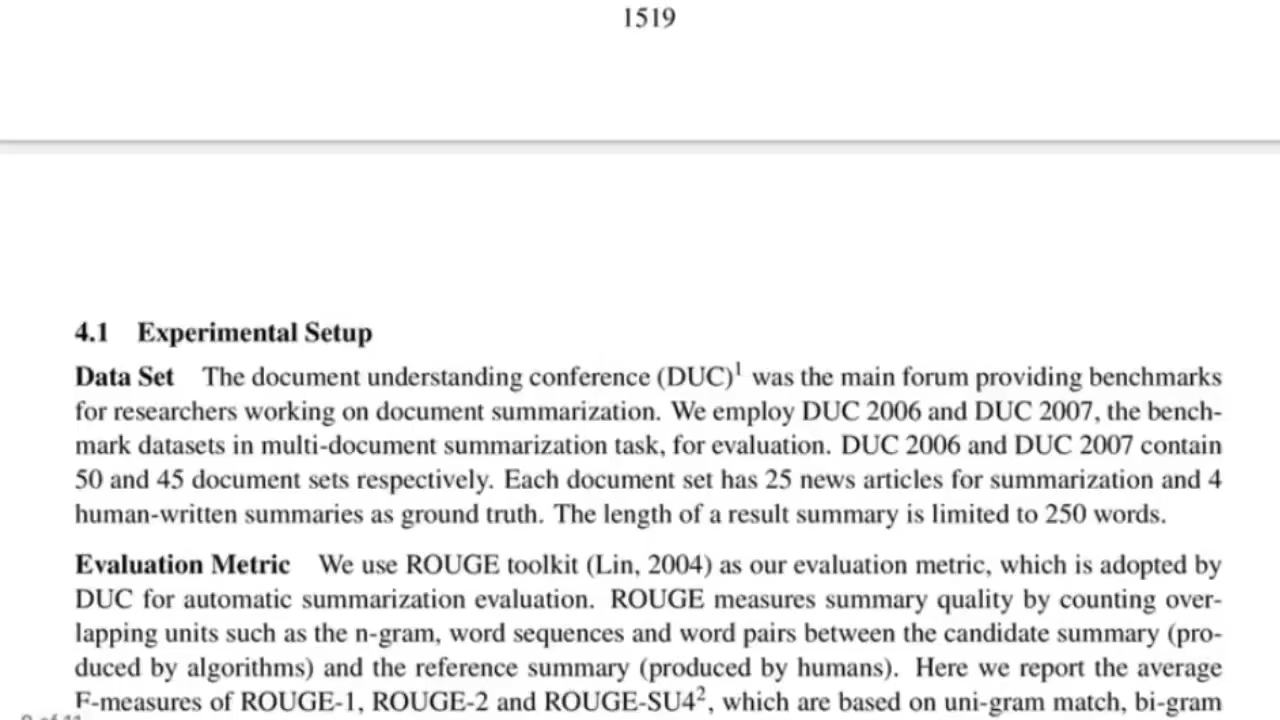 1519
4.1 Experimental Setup
Data Set The document understanding conference (DUC)1 was the main forum providing benchmarks
for researchers working on document summarization. We employ DUC 2006 and DUC 2007, the bench-
mark datasets in multi-document summarization task, for evaluation. DUC 2006 and DUC 2007 contain
50 and 45 document sets respectively. Each document set has 25 news articles for summarization and 4
human-written summaries as ground truth. The length of a result summary is limited to 250 words.
Evaluation Metric We use ROUGE toolkit (Lin, 2004) as our evaluation metric, which is adopted by
DUC for automatic summarization evaluation. ROUGE measures summary quality by counting over-
lapping units such as the n-gram, word sequences and word pairs between the candidate summary (pro-
duced by algorithms) and the reference summary (produced by humans). Here we report the average
F-measures of ROUGE-1, ROUGE-2 and ROUGE-SU42, which are based on uni-gram match, bi-gram